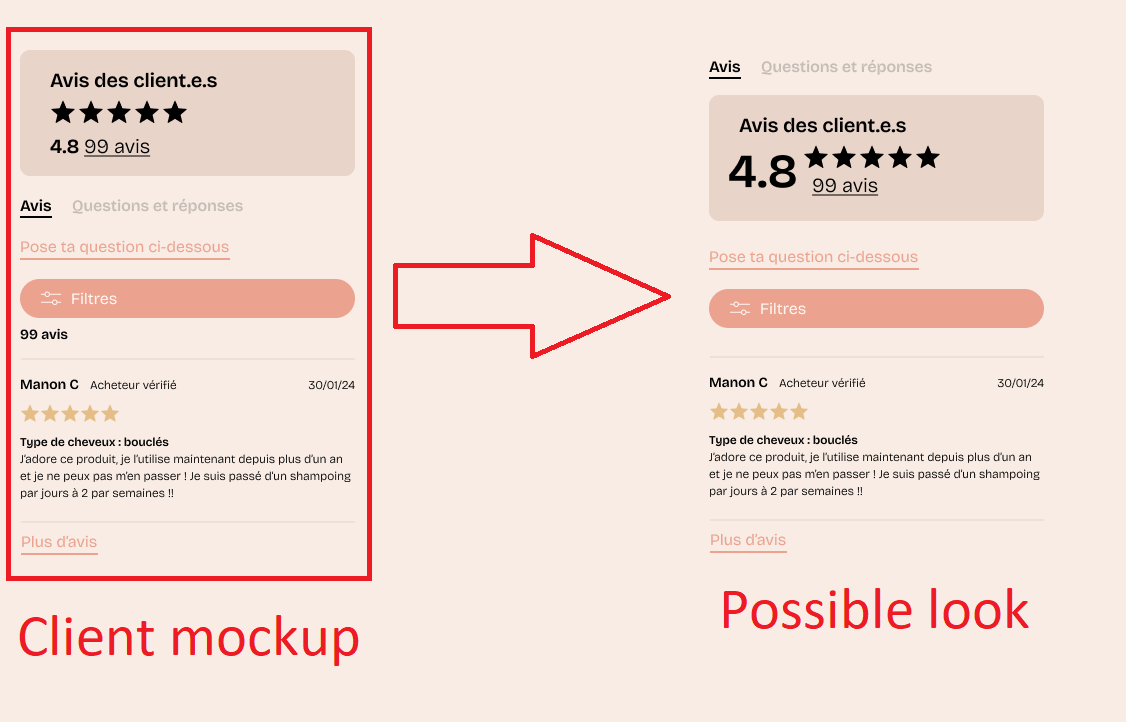 Avis des client.e.s
4.8 99 avis
Avis Questions et réponses
Pose ta question ci-dessous
Filtres
99 avis
Manon C Acheteur vérifié 30/01/24
Type de cheveux : bouclés
J'adore ce produit, je l'utilise maintenant depuis plus d'un an
et je ne peux pas m'en passer ! Je suis passé d'un shampoing
par jours à 2 par semaines !!
Plus d'avis
Client mockup
Avis Questions et réponses
Avis des client.e.s
4.8
99 avis
Pose ta question ci-dessous
Filtres
Manon C Acheteur vérifié 30/01/24
Type de cheveux : bouclés
J'adore ce produit, je l'utilise maintenant depuis plus d'un an
et je ne peux pas m'en passer ! Je suis passé d'un shampoing
par jours à 2 par semaines !!
Plus d'avis
Possible look